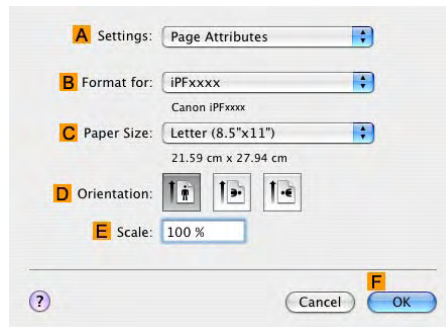 A Settings: Page Attributes
B Format for: iPFxxxx
Canon iPFxxxx
C Paper Size: Letter (8.5"x11")
21.59 cm x 27.94 cm
D Orientation:
E Scale: 100 %
F
? Cancel OK